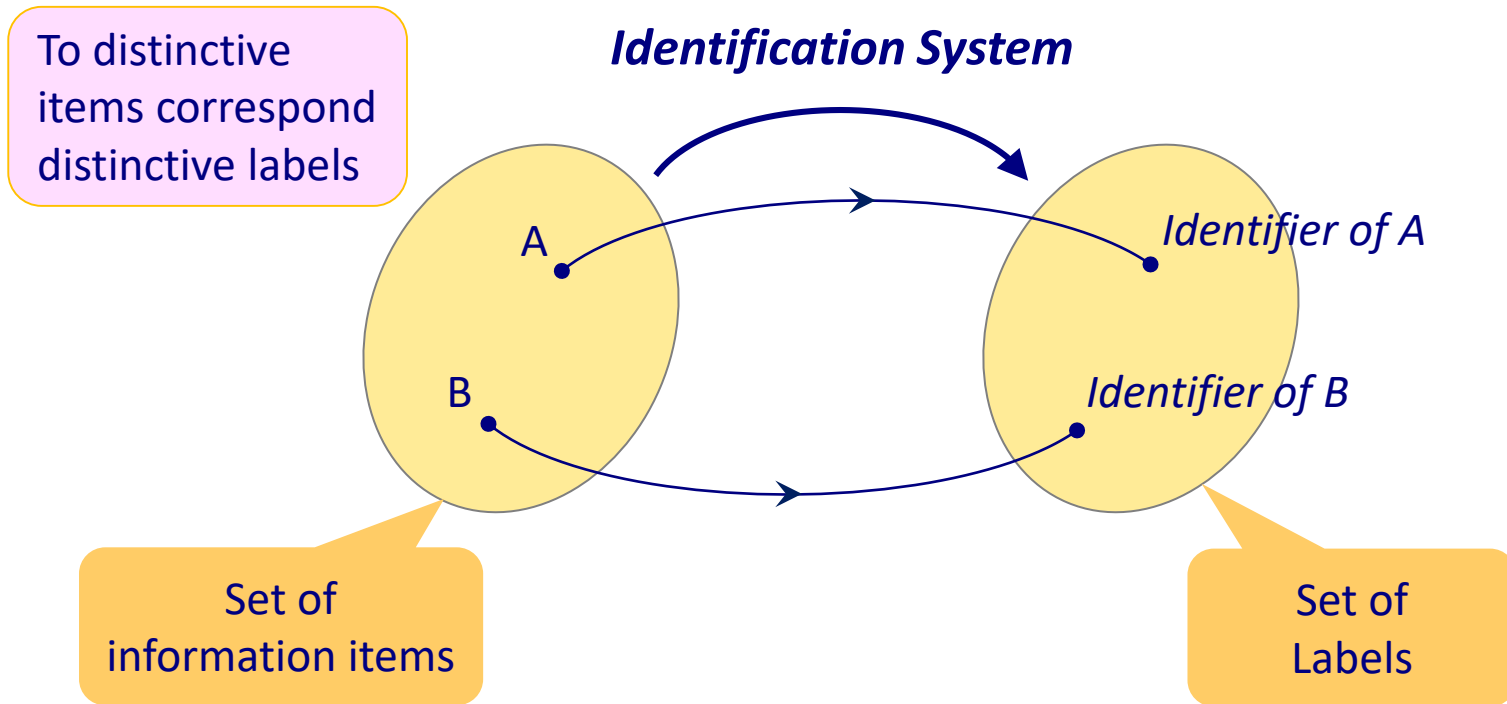 To distinctive
items correspond
distinctive labels
Identification System
A
Identifier of A
B
Identifier of B
Set of
information items
Set of
Labels